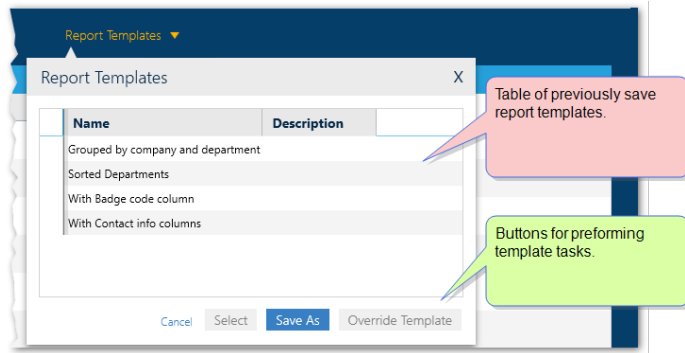 Report Templates ▼
Report Templates X
Table of previously save
report templates.
Name Description
Grouped by company and department
Sorted Departments
With Badge code column
With Contact info columns
Buttons for preforming
template tasks.
Cancel Select Save As Override Template